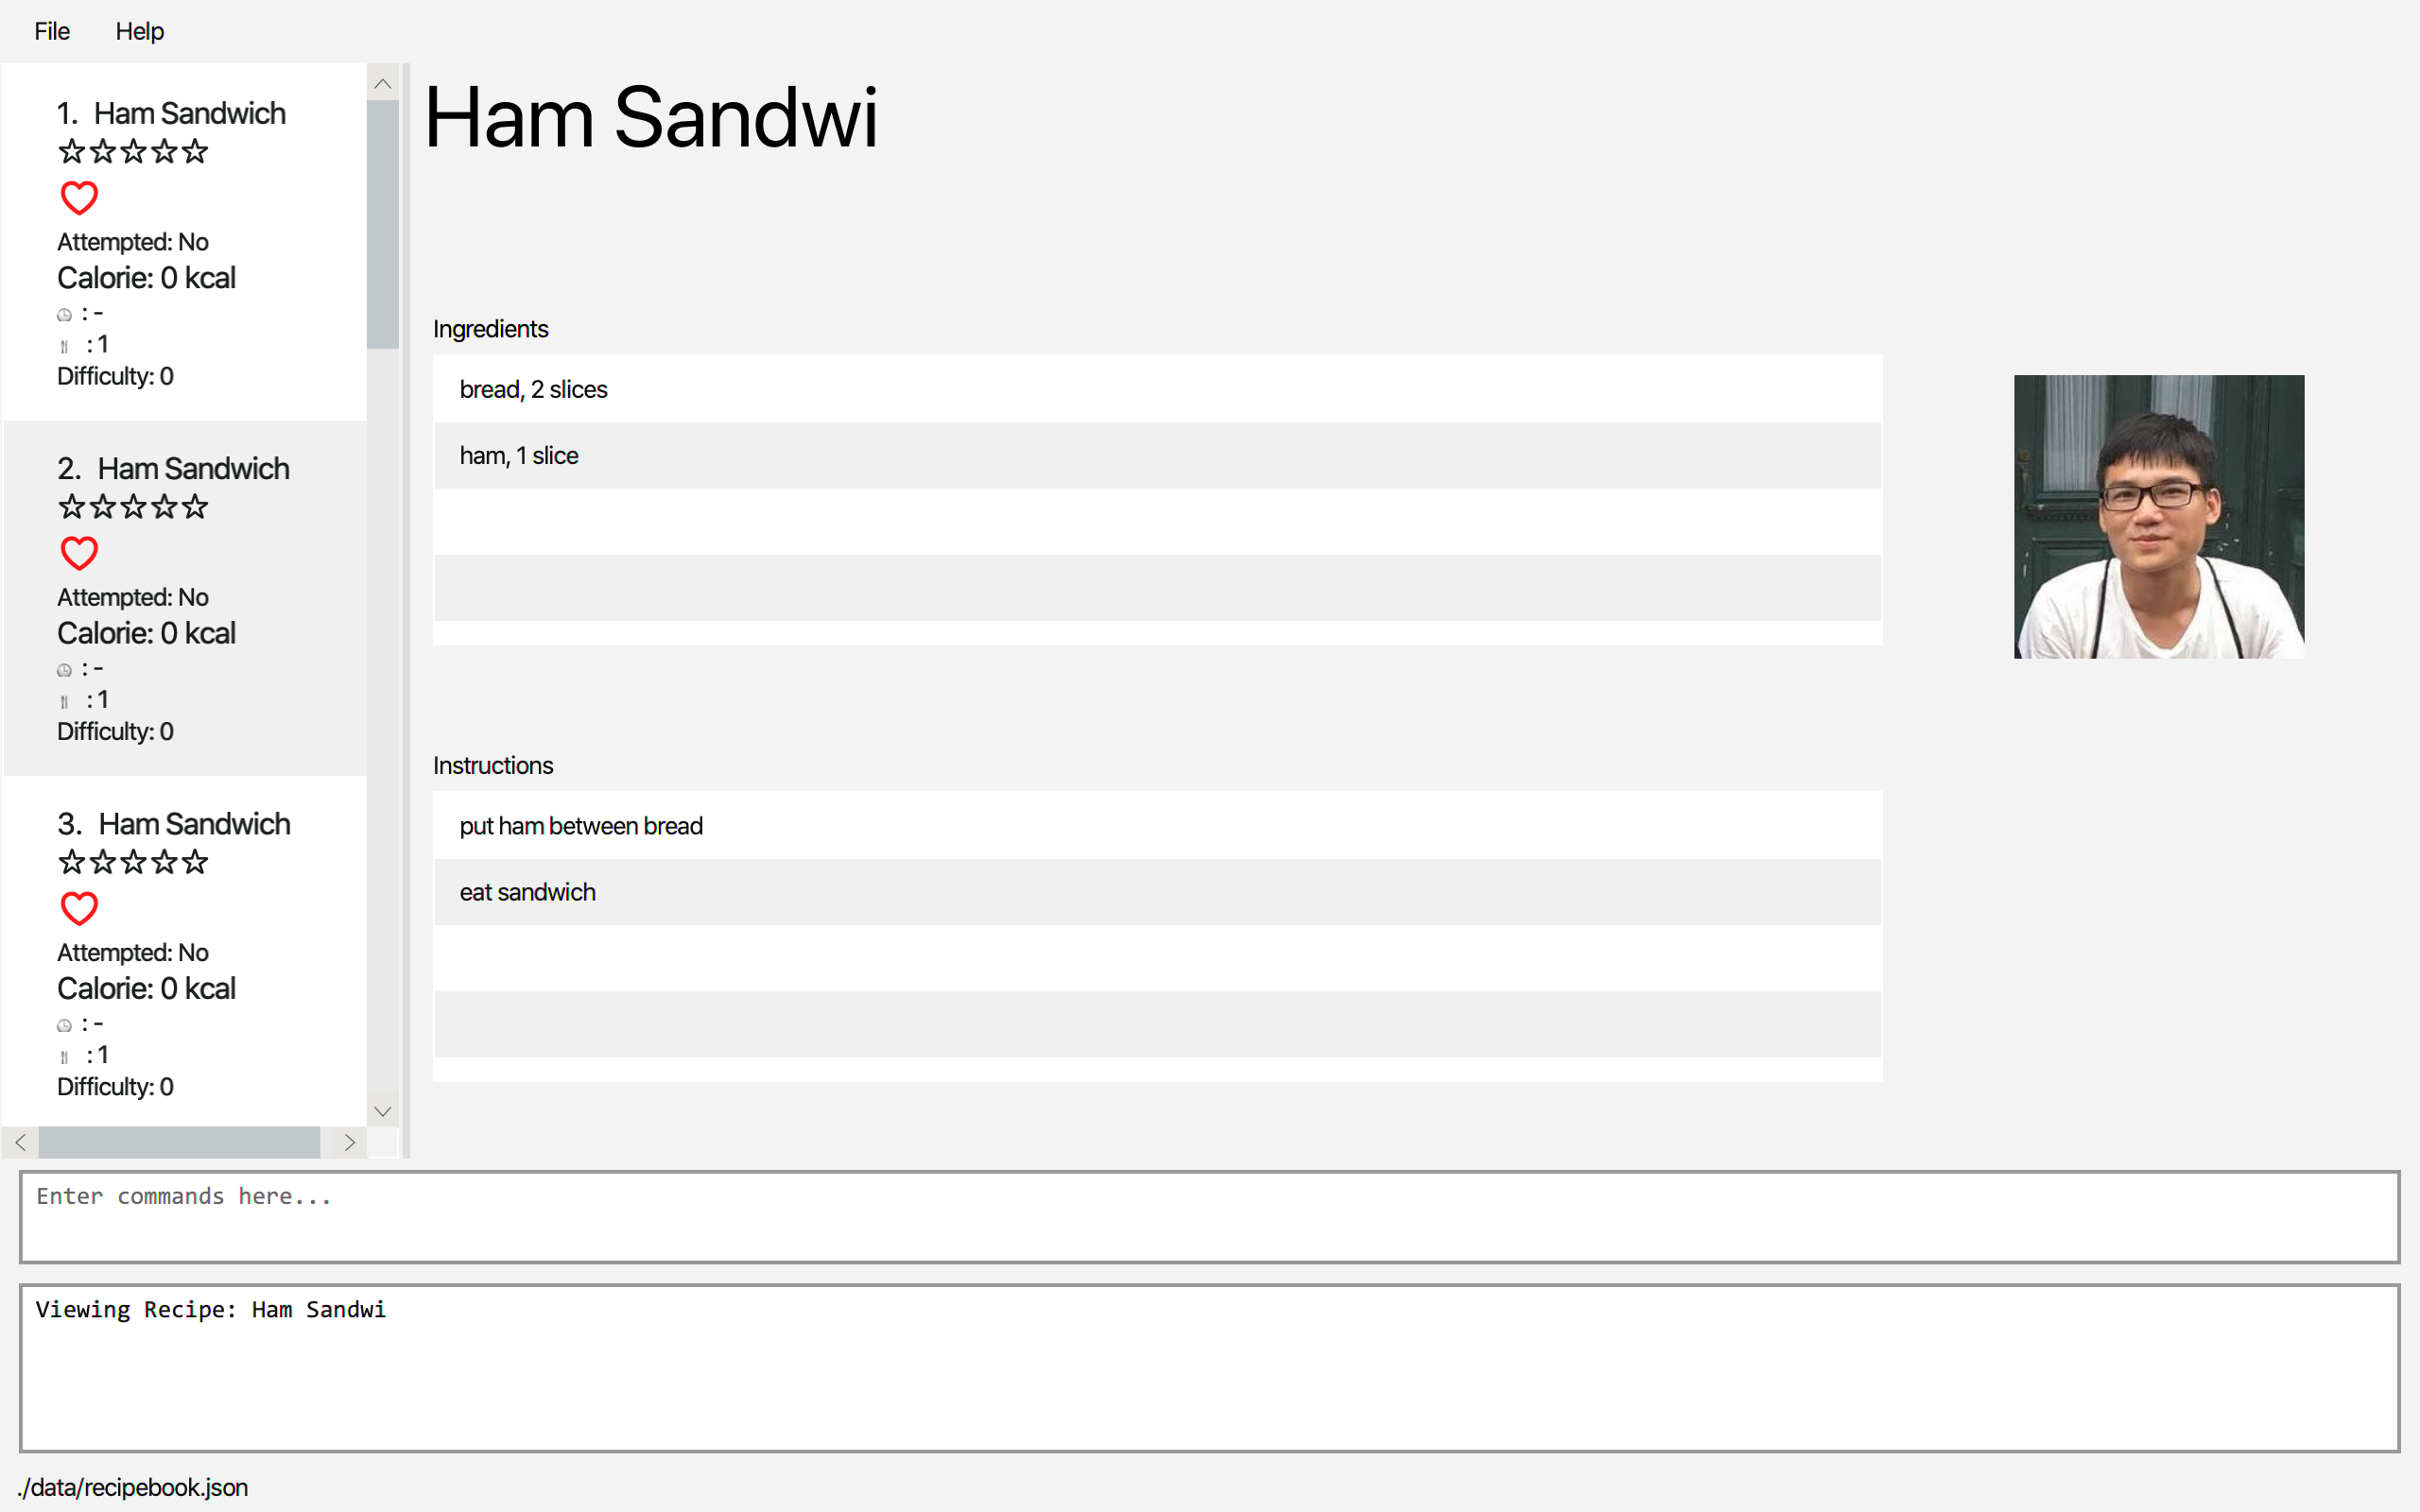 File Help
1. Ham Sandwich
Attempted: No
Calorie: 0 kcal
: -
: 1
Difficulty: 0
2. Ham Sandwich
Attempted: No
Calorie: 0 kcal
: -
: 1
Difficulty: 0
3. Ham Sandwich
Attempted: No
Calorie: 0 kcal
: -
: 1
Difficulty: 0
Ham Sandwi
Ingredients
bread, 2 slices
ham, 1 slice
Instructions
put ham between bread
eat sandwich
Enter commands here...
Viewing Recipe: Ham Sandwi
./data/recipebook.json